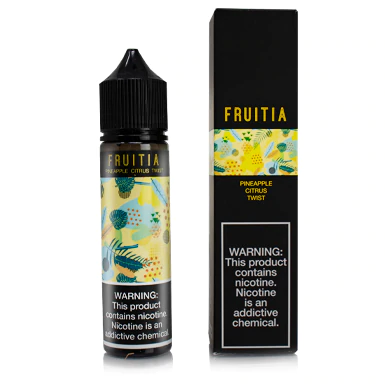 FRUITIA
PINEAPPLE CITRUS TWIST
WARNING:
This product
contains nicotine.
Nicotine is an
addictive chemical.
FRUITIA
PINEAPPLE
CITRUS
TWIST
WARNING:
This product
contains
nicotine.
Nicotine
is an
addictive
chemical.